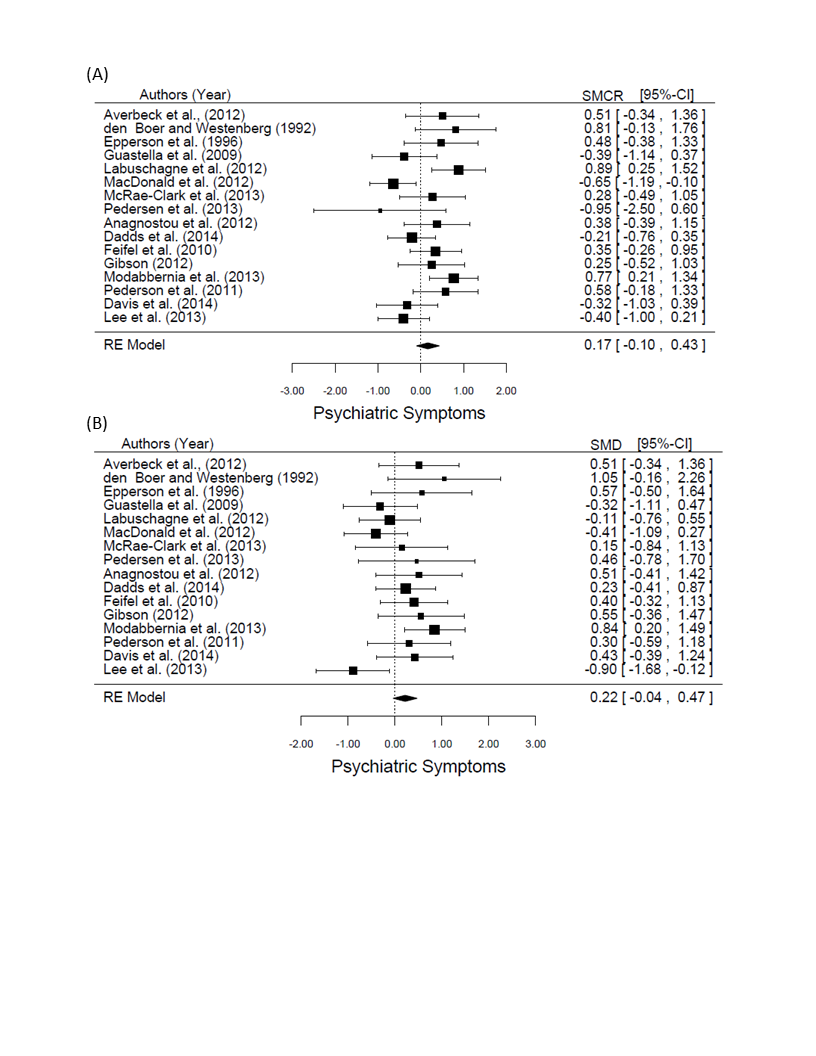 (A)
Authors (Year) SMCR [95%-CI]
Averbeck et al., (2012) 0.51 [ -0.34 , 1.36 ]
den Boer and Westenberg (1992) 0.81 [ -0.13 , 1.76 ]
Epperson et al. (1996) 0.48 [ -0.38 , 1.33 ]
Guastella et al. (2009) -0.39 [ -1.14 , 0.37 ]
Labuschagne et al. (2012) 0.89 [ 0.25 , 1.52 ]
MacDonald et al. (2012) -0.65 [ -1.19 , -0.10 ]
McRae-Clark et al. (2013) 0.28 [ -0.49 , 1.05 ]
Pedersen et al. (2013) -0.95 [ -2.50 , 0.60 ]
Anagnostou et al. (2012) 0.38 [ -0.39 , 1.15 ]
Dadds et al. (2014) -0.21 [ -0.76 , 0.35 ]
Feifel et al. (2010) 0.35 [ -0.26 , 0.95 ]
Gibson (2012) 0.25 [ -0.52 , 1.03 ]
Modabbernia et al. (2013) 0.77 [ 0.21 , 1.34 ]
Pederson et al. (2011) 0.58 [ -0.18 , 1.33 ]
Davis et al. (2014) -0.32 [ -1.03 , 0.39 ]
Lee et al. (2013) -0.40 [ -1.00 , 0.21 ]
RE Model 0.17 [ -0.10 , 0.43 ]
-3.00 -2.00 -1.00 0.00 1.00 2.00
Psychiatric Symptoms
(B)
Authors (Year) SMD [95%-CI]
Averbeck et al., (2012) 0.51 [ -0.34 , 1.36 ]
den Boer and Westenberg (1992) 1.05 [ -0.16 , 2.26 ]
Epperson et al. (1996) 0.57 [ -0.50 , 1.64 ]
Guastella et al. (2009) -0.32 [ -1.11 , 0.47 ]
Labuschagne et al. (2012) -0.11 [ -0.76 , 0.55 ]
MacDonald et al. (2012) -0.41 [ -1.09 , 0.27 ]
McRae-Clark et al. (2013) 0.15 [ -0.84 , 1.13 ]
Pedersen et al. (2013) 0.46 [ -0.78 , 1.70 ]
Anagnostou et al. (2012) 0.51 [ -0.41 , 1.42 ]
Dadds et al. (2014) 0.23 [ -0.41 , 0.87 ]
Feifel et al. (2010) 0.40 [ -0.32 , 1.13 ]
Gibson (2012) 0.55 [ -0.36 , 1.47 ]
Modabbernia et al. (2013) 0.84 [ 0.20 , 1.49 ]
Pederson et al. (2011) 0.30 [ -0.59 , 1.18 ]
Davis et al. (2014) 0.43 [ -0.39 , 1.24 ]
Lee et al. (2013) -0.90 [ -1.68 , -0.12 ]
RE Model 0.22 [ -0.04 , 0.47 ]
-2.00 -1.00 0.00 1.00 2.00 3.00
Psychiatric Symptoms